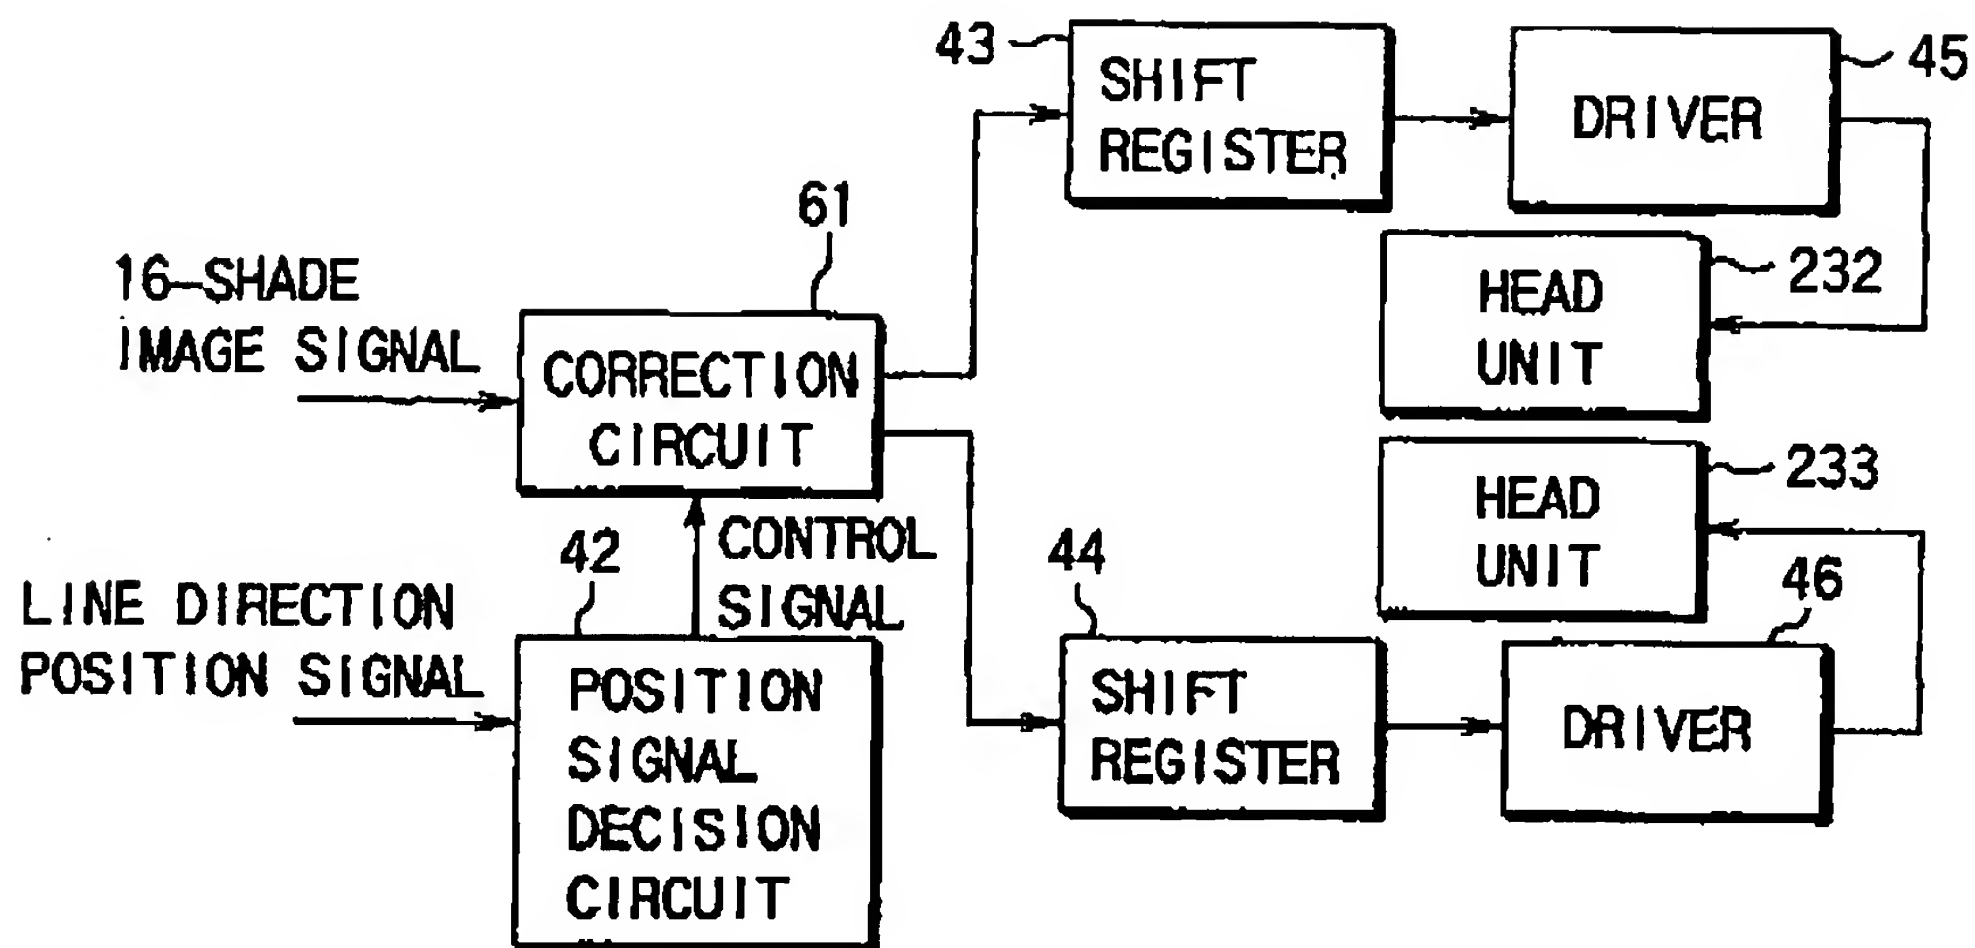 43
SHIFT
REGISTER
DRIVER
45
61
16-SHADE
IMAGE SIGNAL
CORRECTION
CIRCUIT
HEAD
UNIT
232
HEAD
UNIT
233
CONTROL
SIGNAL
42
LINE DIRECTION
POSITION SIGNAL
POSITION
SIGNAL
DECISION
CIRCUIT
44
SHIFT
REGISTER
46
DRIVER